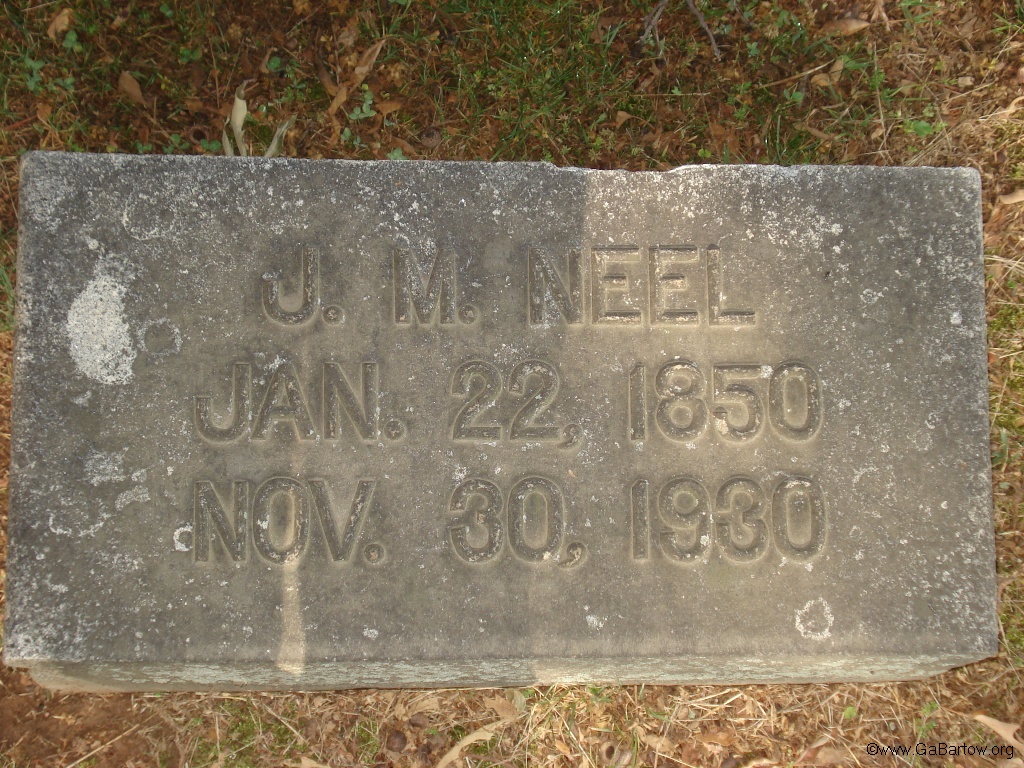 J. M. NEEL
JAN. 22, 1850
NOV. 30, 1930
©www.GaBartow.org